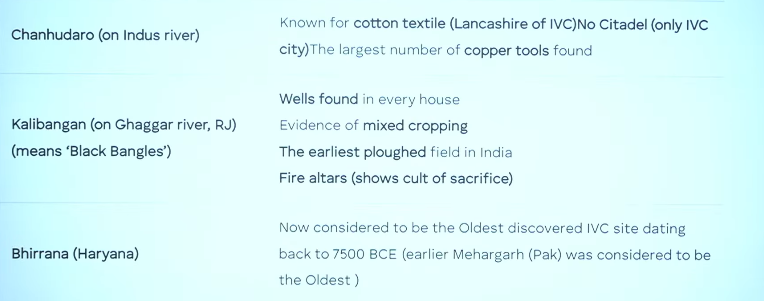 Chanhudaro (on Indus river)
Known for cotton textile (Lancashire of IVC)No Citadel (only IVC
city)The largest number of copper tools found
Kalibangan (on Ghaggar river, RJ)
(means ‘Black Bangles’)
Wells found in every house
Evidence of mixed cropping
The earliest ploughed field in India
Fire altars (shows cult of sacrifice)
Bhirrana (Haryana)
Now considered to be the Oldest discovered IVC site dating
back to 7500 BCE (earlier Mehargarh (Pak) was considered to be
the Oldest )